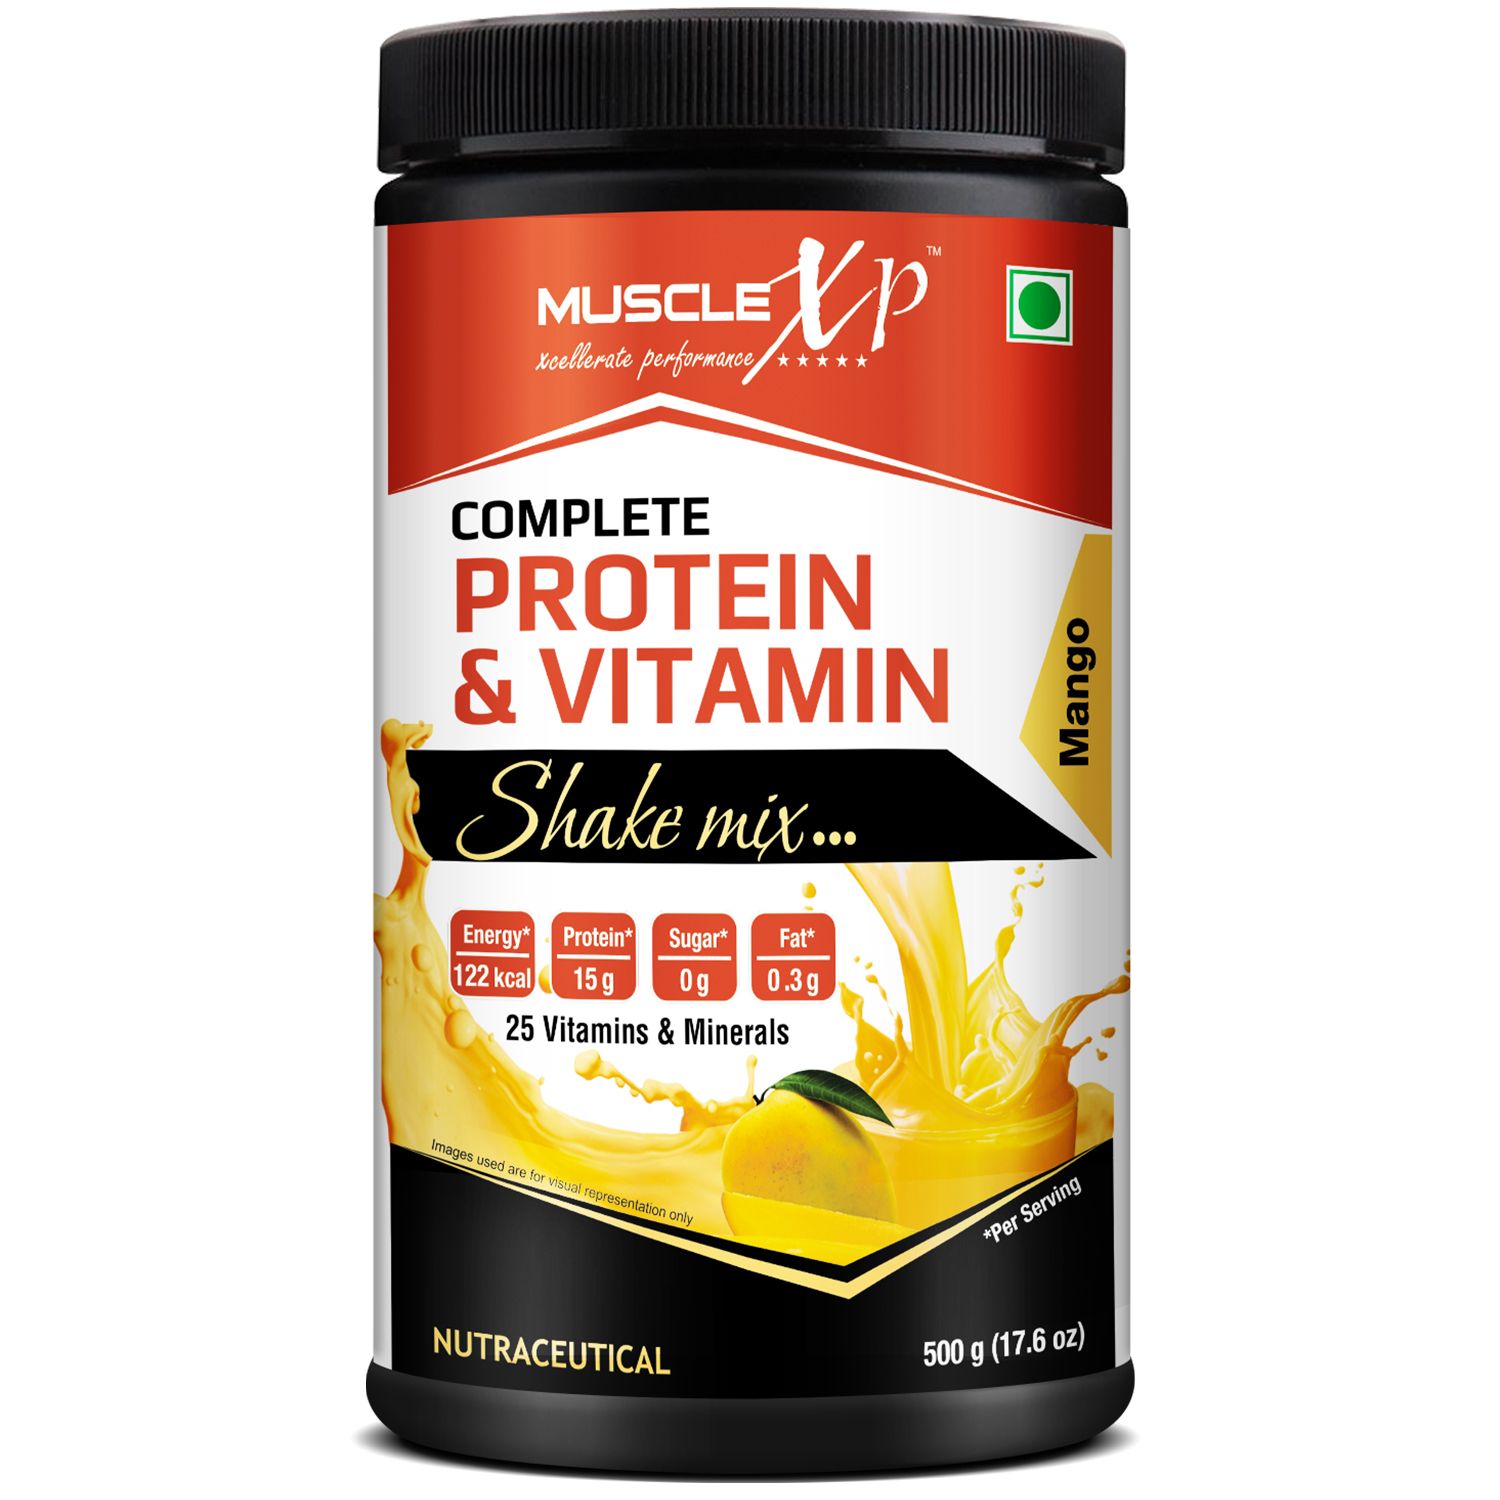 MUSCLE XP™
xcellerate performance
COMPLETE
PROTEIN
& VITAMIN
Mango
Shake mix...
Energy* Protein* Sugar* Fat*
122 kcal 15 g 0 g 0.3 g
25 Vitamins & Minerals
Images used are for visual representation only
*Per Serving
NUTRACEUTICAL
500 g (17.6 oz)